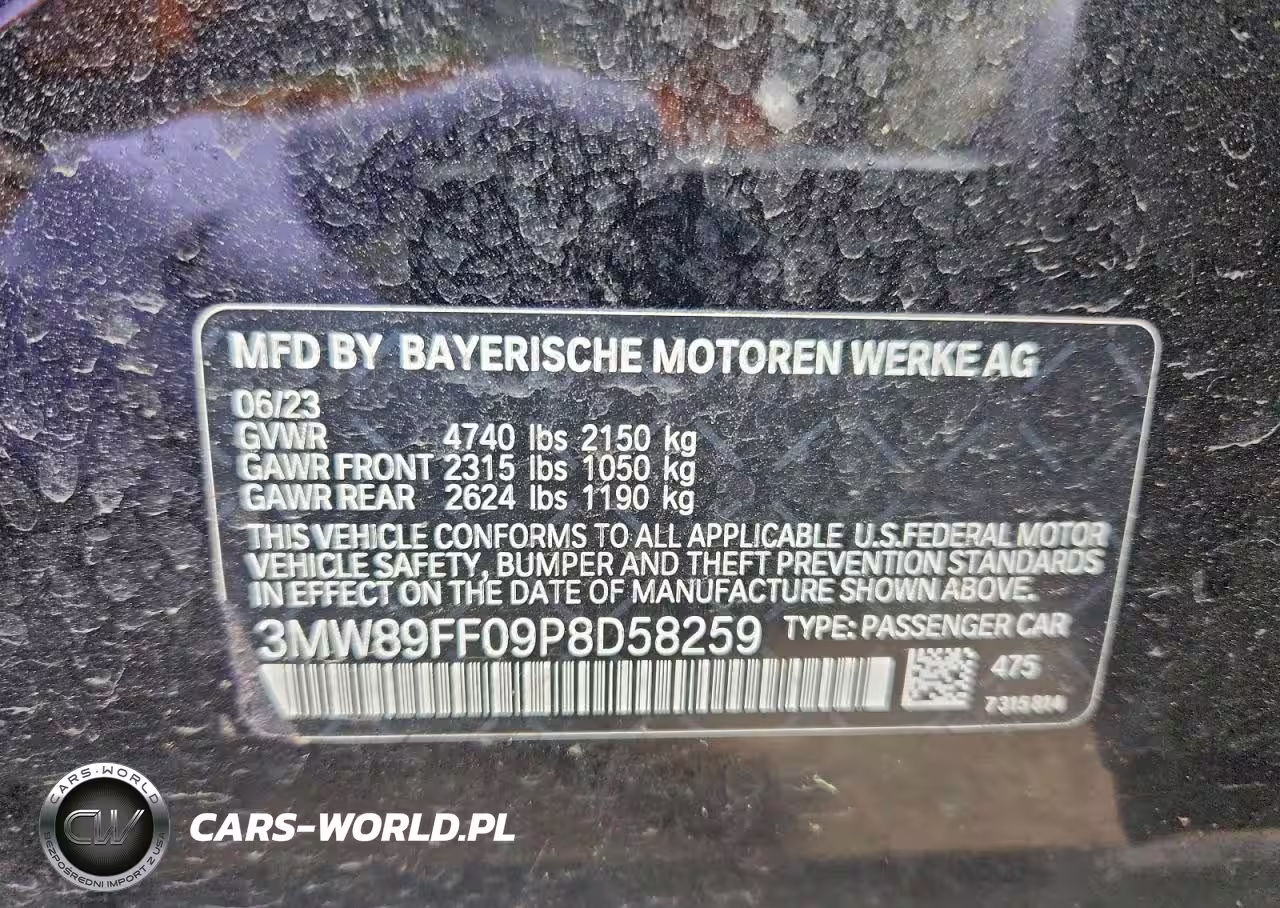 MFD BY BAYERISCHE MOTOREN WERKE AG
06/23
GVWR 4740 lbs 2150 kg
GAWR FRONT 2315 lbs 1050 kg
GAWR REAR 2624 lbs 1190 kg
THIS VEHICLE CONFORMS TO ALL APPLICABLE U.S.FEDERAL MOTOR
VEHICLE SAFETY, BUMPER AND THEFT PREVENTION STANDARDS
IN EFFECT ON THE DATE OF MANUFACTURE SHOWN ABOVE.
3MW89FF09P8D58259 TYPE: PASSENGER CAR
475
7315814
CARS-WORLD
CW
BEZPOŚREDNI IMPORT Z USA
CARS-WORLD.PL